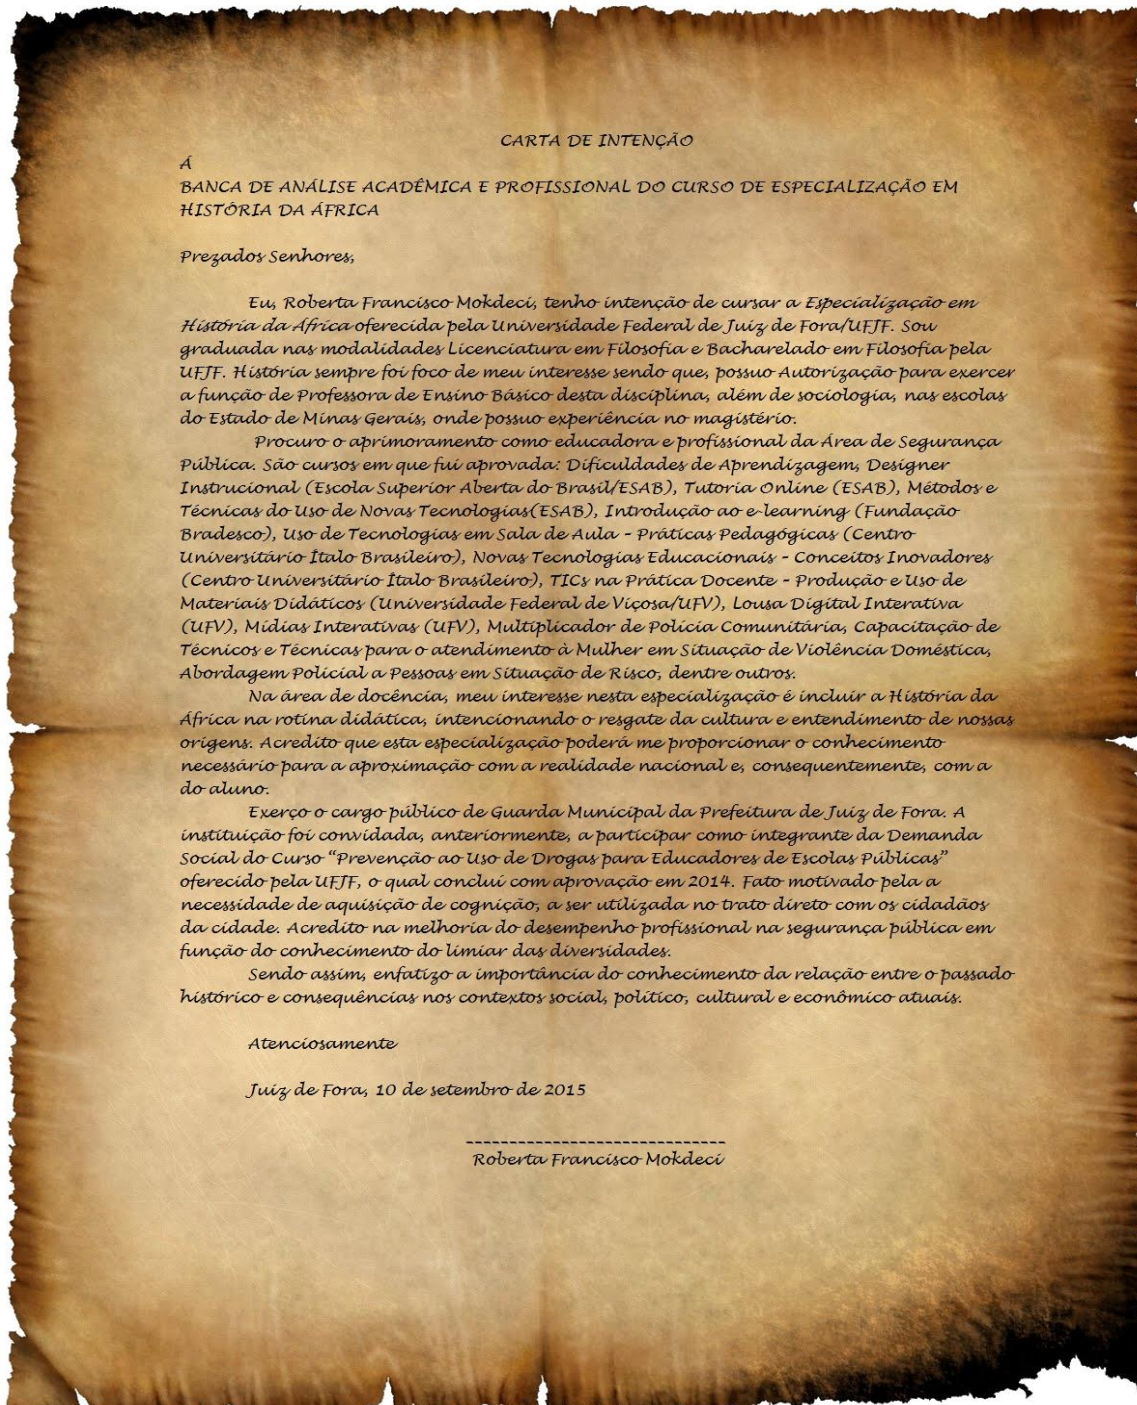 CARTA DE INTENÇÃO
Á
BANCA DE ANÁLISE ACADÊMICA E PROFISSIONAL DO CURSO DE ESPECIALIZAÇÃO EM
HISTÓRIA DA ÁFRICA
Prezados Senhores,
Eu, Roberta Francisco Mokdeci, tenho intenção de cursar a Especialização em
História da África oferecida pela Universidade Federal de Juiz de Fora/UFJF. Sou
graduada nas modalidades Licenciatura em Filosofia e Bacharelado em Filosofia pela
UFJF. História sempre foi foco de meu interesse sendo que, possuo Autorização para exercer
a função de Professora de Ensino Básico desta disciplina, além de sociologia, nas escolas
do Estado de Minas Gerais, onde possuo experiência no magistério.
Procuro o aprimoramento como educadora e profissional da Área de Segurança
Pública. São cursos em que fui aprovada: Dificuldades de Aprendizagem, Designer
Instrucional (Escola Superior Aberta do Brasil/ESAB), Tutoria Online (ESAB), Métodos e
Técnicas do Uso de Novas Tecnologias(ESAB), Introdução ao e-learning (Fundação
Bradesco), Uso de Tecnologias em Sala de Aula - Práticas Pedagógicas (Centro
Universitário Ítalo Brasileiro), Novas Tecnologias Educacionais - Conceitos Inovadores
(Centro Universitário Ítalo Brasileiro), TICs na Prática Docente - Produção e Uso de
Materiais Didáticos (Universidade Federal de Viçosa/UFV), Lousa Digital Interativa
(UFV), Mídias Interativas (UFV), Multiplicador de Polícia Comunitária, Capacitação de
Técnicos e Técnicas para o atendimento à Mulher em Situação de Violência Doméstica,
Abordagem Policial a Pessoas em Situação de Risco, dentre outros.
Na área de docência, meu interesse nesta especialização é incluir a História da
África na rotina didática, intencionando o resgate da cultura e entendimento de nossas
origens. Acredito que esta especialização poderá me proporcionar o conhecimento
necessário para a aproximação com a realidade nacional e, consequentemente, com a
do aluno.
Exerço o cargo público de Guarda Municipal da Prefeitura de Juiz de Fora. A
instituição foi convidada, anteriormente, a participar como integrante da Demanda
Social do Curso “Prevenção ao Uso de Drogas para Educadores de Escolas Públicas”
oferecido pela UFJF, o qual conclui com aprovação em 2014. Fato motivado pela a
necessidade de aquisição de cognição, a ser utilizada no trato direto com os cidadãos
da cidade. Acredito na melhoria do desempenho profissional na segurança pública em
função do conhecimento do limiar das diversidades.
Sendo assim, enfatizo a importância do conhecimento da relação entre o passado
histórico e consequências nos contextos social, político, cultural e econômico atuais.
Atenciosamente
Juiz de Fora, 10 de setembro de 2015
------------------------------
Roberta Francisco Mokdeci